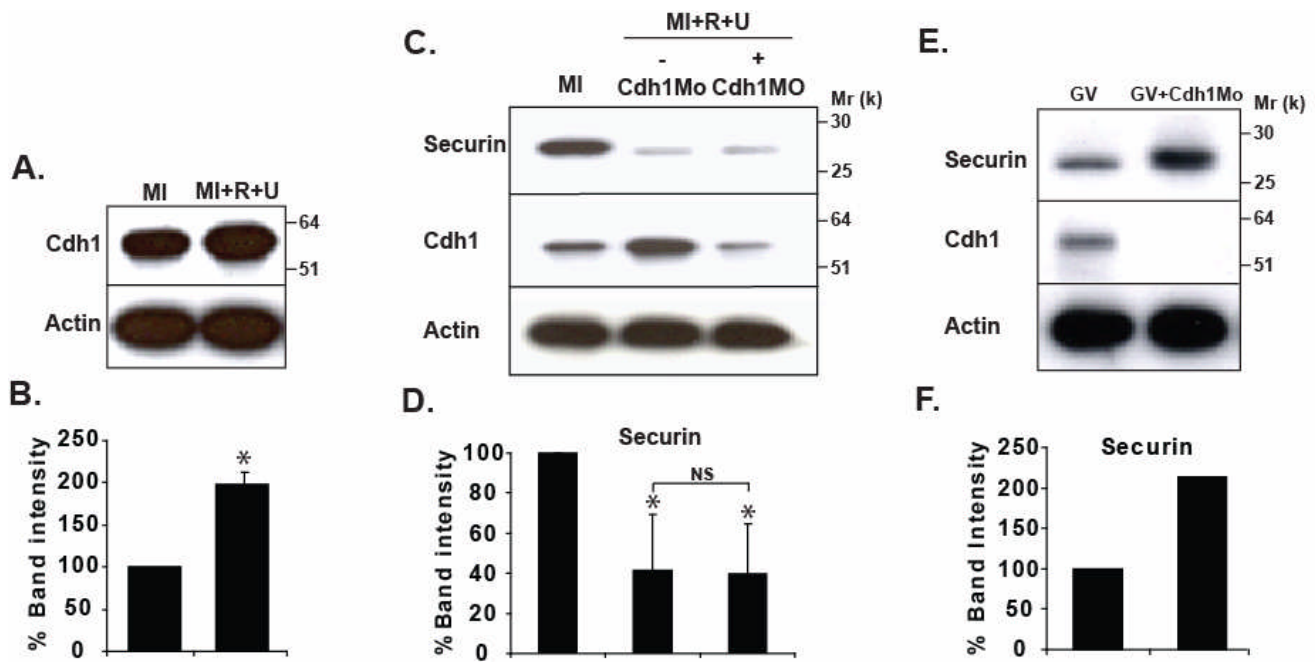 A.
MI MI+R+U
Cdh1
64
51
Actin
B.
% Band intensity
250
200
150
100
50
0
*
C.
MI+R+U
- +
MI Cdh1Mo Cdh1MO Mr (k)
Securin
30
25
Cdh1
64
51
Actin
D.
Securin
% Band intensity
100
80
60
40
20
0
NS
* *
E.
GV GV+Cdh1Mo Mr (k)
Securin
30
25
Cdh1
64
51
Actin
F.
Securin
% Band Intensity
250
200
150
100
50
0